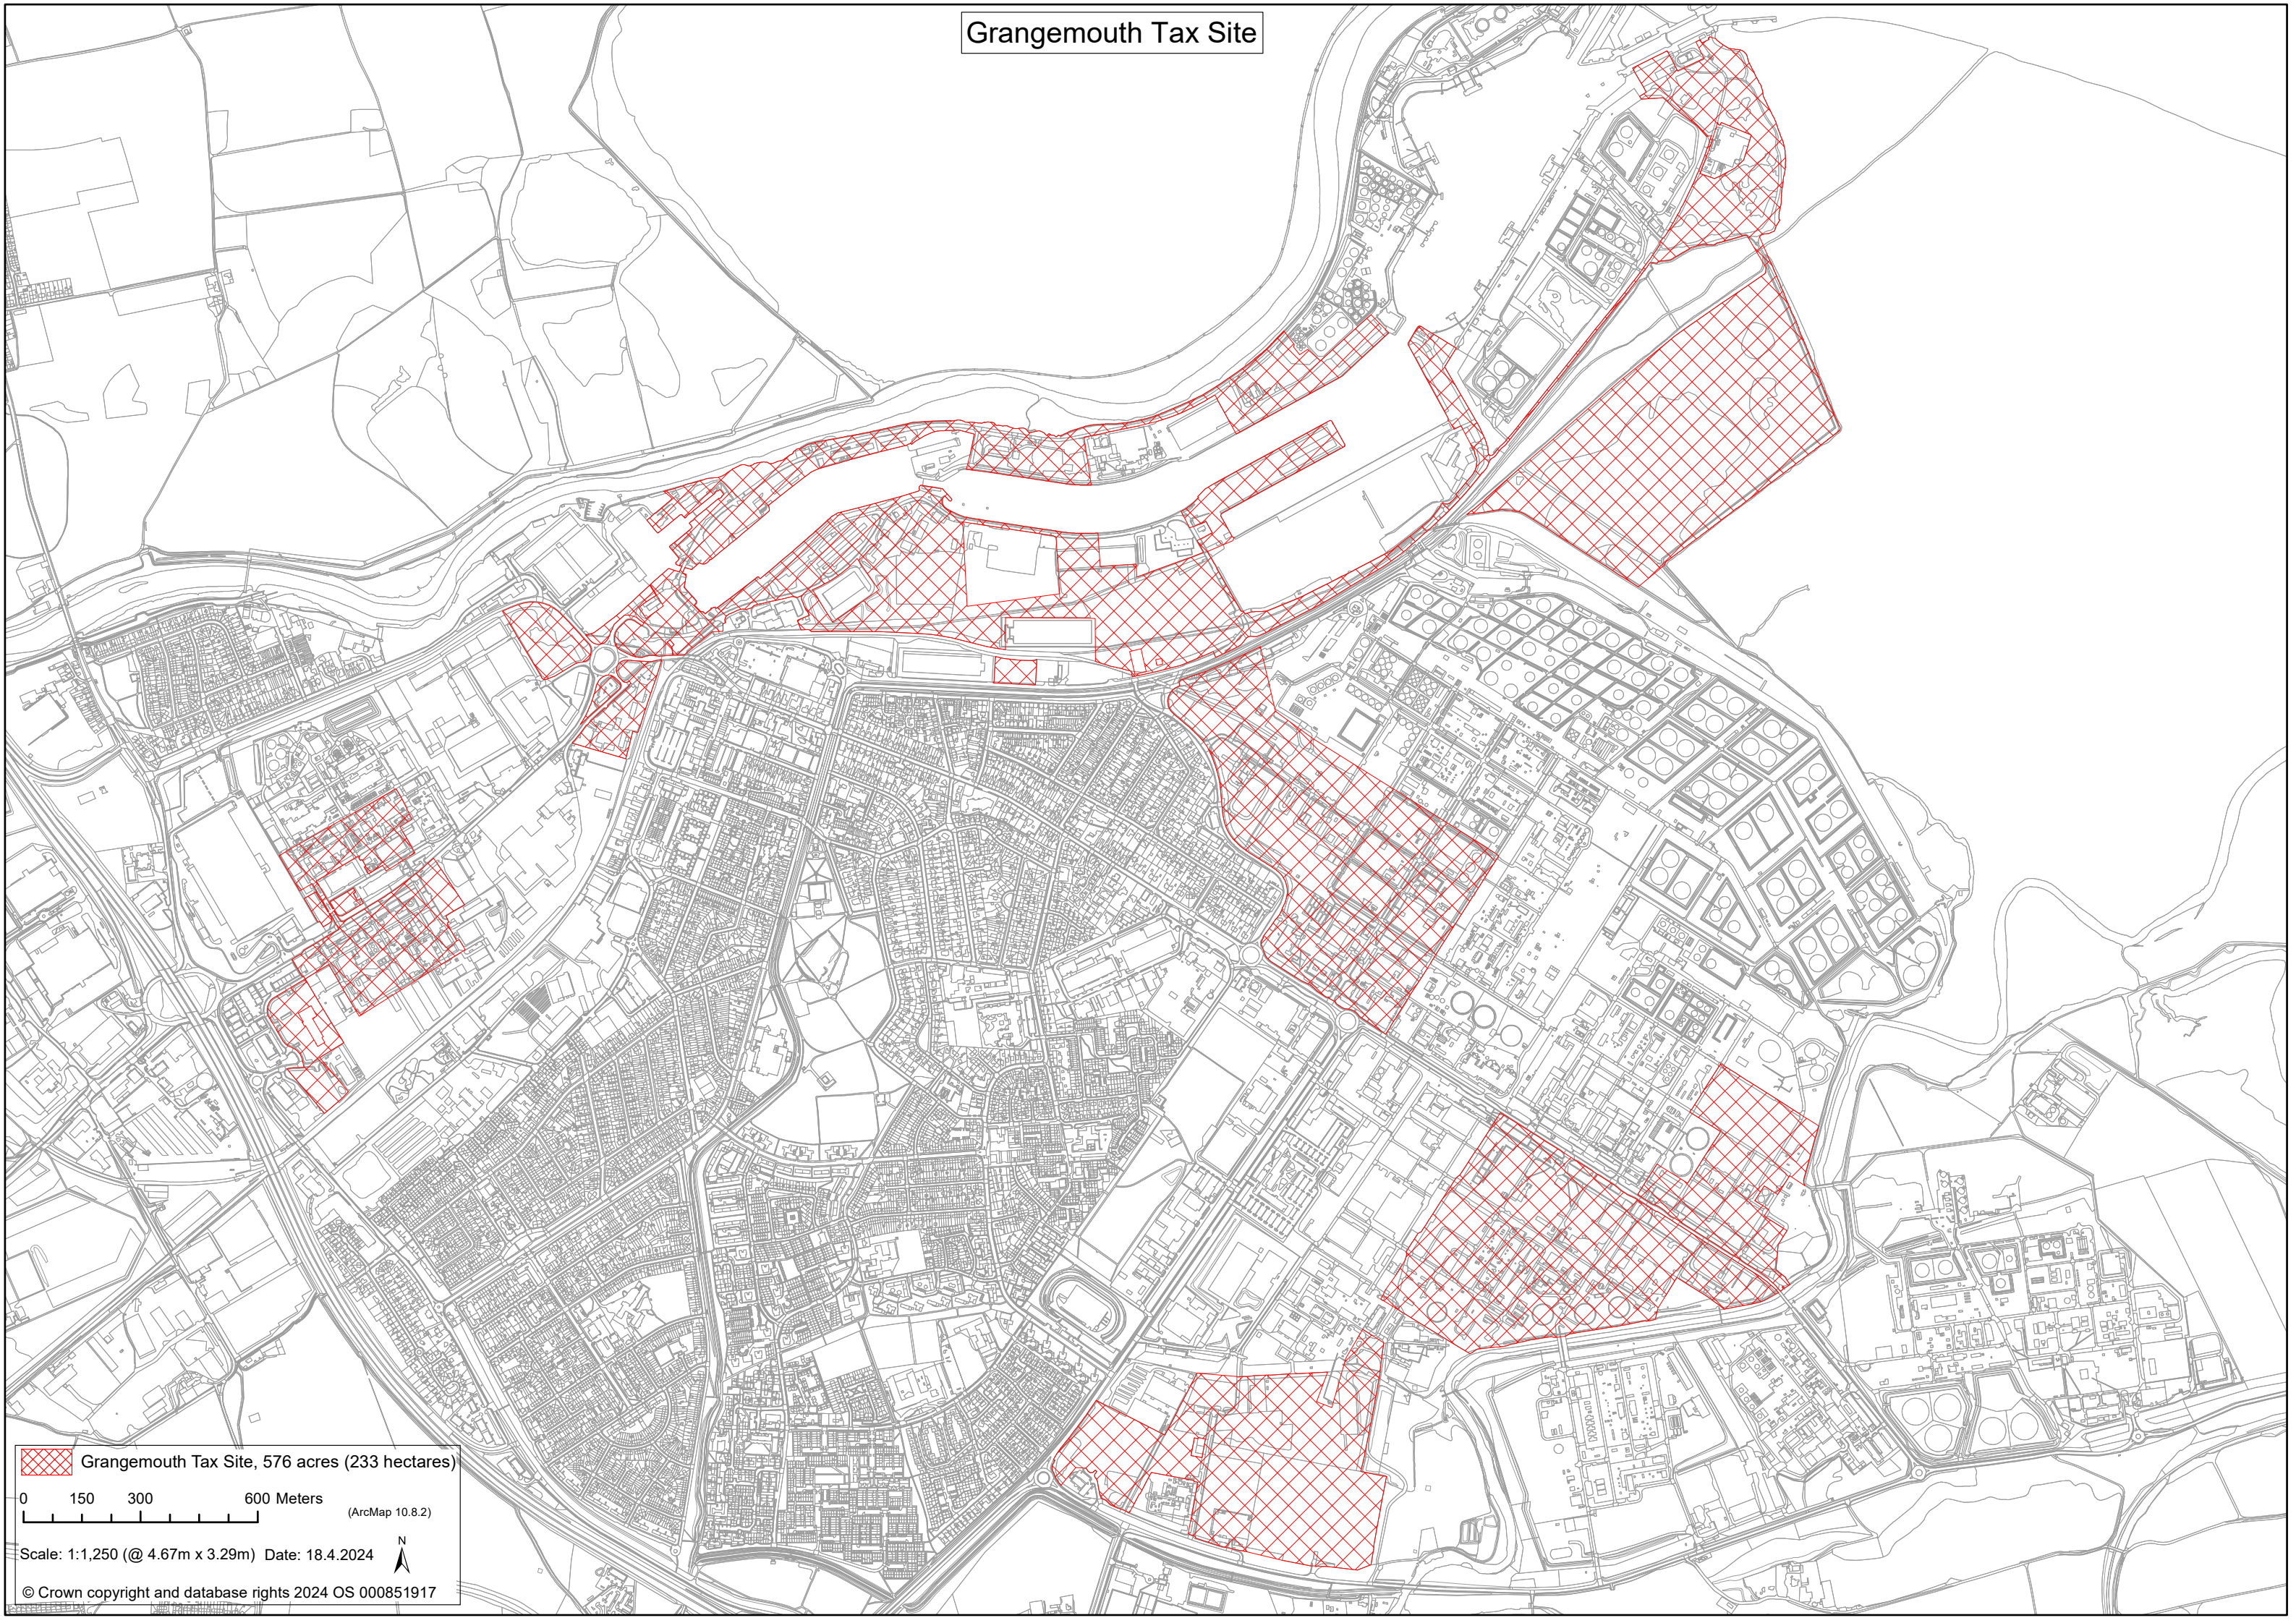 Grangemouth Tax Site
Grangemouth Tax Site, 576 acres (233 hectares)
0 150 300 600 Meters
(ArcMap 10.8.2)
N
Scale: 1:1,250 (@ 4.67m x 3.29m) Date: 18.4.2024
© Crown copyright and database rights 2024 OS 000851917